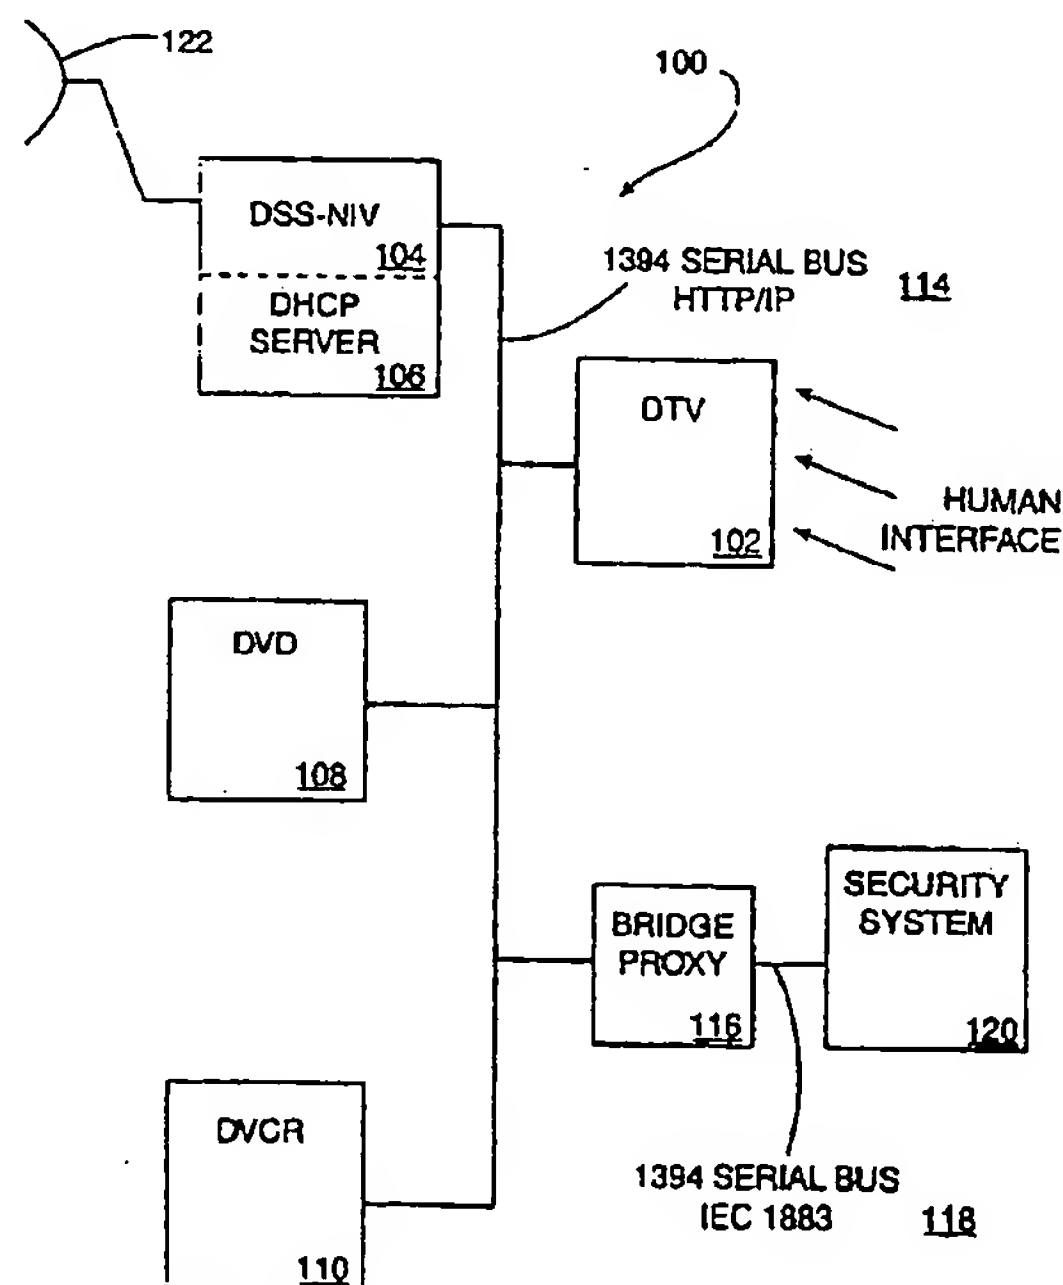 122
100
DSS-NIV
104
DHCP
SERVER
106
1394 SERIAL BUS
HTTP/IP
114
DTV
102
HUMAN
INTERFACE
DVD
108
BRIDGE
PROXY
116
SECURITY
SYSTEM
120
DVCR
110
1394 SERIAL BUS
IEC 1883
118